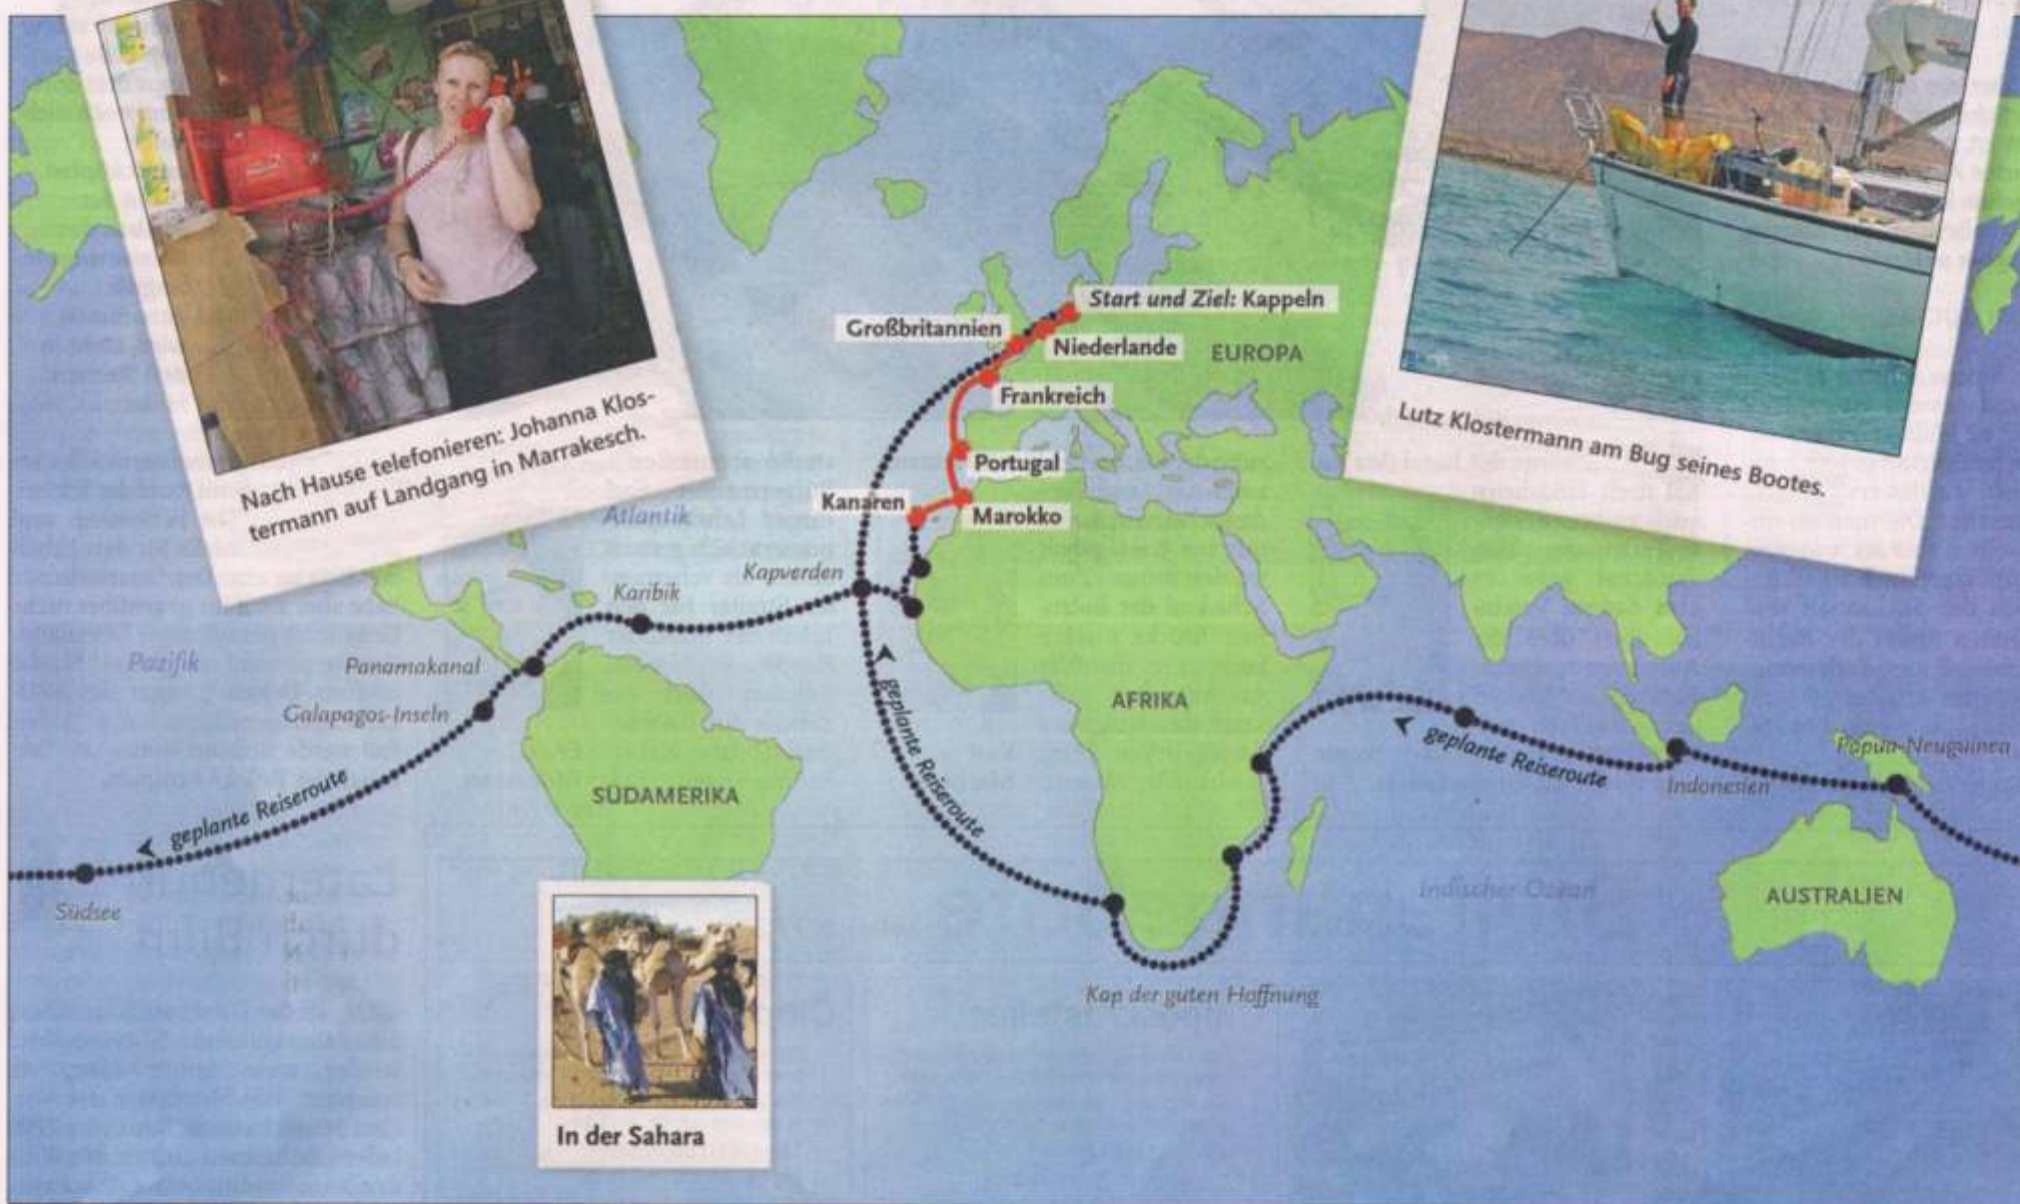 Nach Hause telefonieren: Johanna Klos-
termann auf Landgang in Marrakesch.
Lutz Klostermann am Bug seines Bootes.
Start und Ziel: Kappeln
Großbritannien
Niederlande
EUROPA
Frankreich
Portugal
Kanaren
Marokko
Atlantik
Kapverden
Karibik
Pazifik
Panamakanal
Galapagos-Inseln
AFRIKA
geplante Reiseroute
geplante Reiseroute
geplante Reiseroute
SÜDAMERIKA
Papua-Neuguinea
Indonesien
Südsee
Indischer Ozean
AUSTRALIEN
Kap der guten Hoffnung
In der Sahara